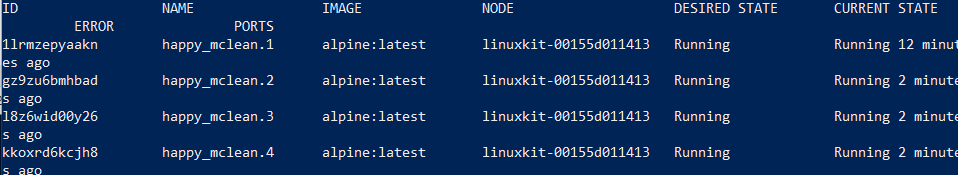 ID NAME IMAGE NODE DESIRED STATE CURRENT STATE
ERROR PORTS
1lrmzepyaakn happy_mclean.1 alpine:latest linuxkit-00155d011413 Running Running 12 minut
es ago
gz9zu6bmhbad happy_mclean.2 alpine:latest linuxkit-00155d011413 Running Running 2 minute
s ago
l8z6wid00y26 happy_mclean.3 alpine:latest linuxkit-00155d011413 Running Running 2 minute
s ago
kkoxrd6kcjh8 happy_mclean.4 alpine:latest linuxkit-00155d011413 Running Running 2 minute
s ago